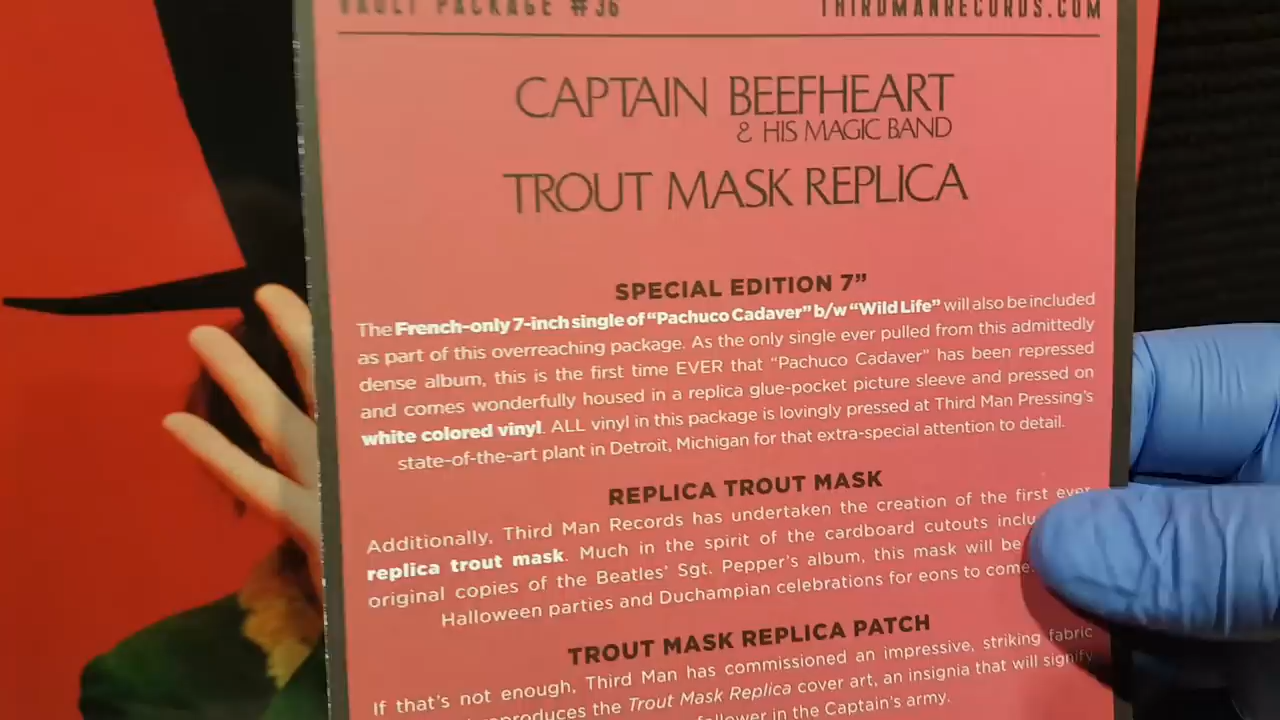 VAULT PACKAGE #36
THIRDMANRECORDS.COM
CAPTAIN BEEFHEART
& HIS MAGIC BAND
TROUT MASK REPLICA
SPECIAL EDITION 7”
The French-only 7-inch single of “Pachuco Cadaver” b/w “Wild Life” will also be included
as part of this overreaching package. As the only single ever pulled from this admittedly
dense album, this is the first time EVER that “Pachuco Cadaver” has been repressed
and comes wonderfully housed in a replica glue-pocket picture sleeve and pressed on
white colored vinyl. ALL vinyl in this package is lovingly pressed at Third Man Pressing’s
state-of-the-art plant in Detroit, Michigan for that extra-special attention to detail.
REPLICA TROUT MASK
Additionally, Third Man Records has undertaken the creation of the first ever
replica trout mask. Much in the spirit of the cardboard cutouts
original copies of the Beatles’ Sgt. Pepper’s album, this mask will be
Halloween parties and Duchampian celebrations for eons to come.
TROUT MASK REPLICA PATCH
If that’s not enough, Third Man has commissioned an impressive, striking fabric
the Trout Mask Replica cover art, an insignia that will signify
in the Captain’s army.